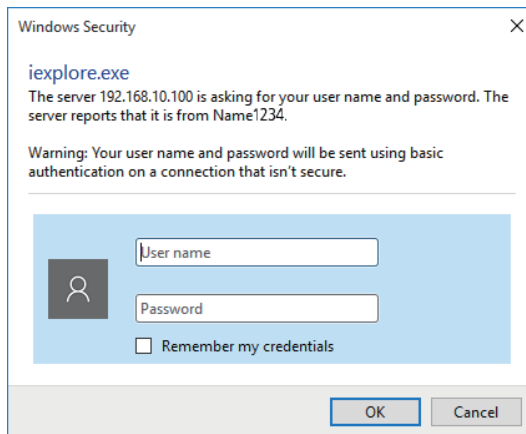 Windows Security
iexplore.exe
The server 192.168.10.100 is asking for your user name and password. The
server reports that it is from Name1234.
Warning: Your user name and password will be sent using basic
authentication on a connection that isn't secure.
User name
Password
Remember my credentials
OK Cancel